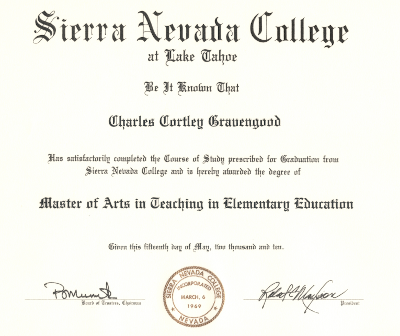 Sierra Nevada College
at Lake Tahoe
Be It Known That
Charles Cortley Gravengood
Has satisfactorily completed the Course of Study prescribed for Graduation from
Sierra Nevada College and is hereby awarded the degree of
Master of Arts in Teaching in Elementary Education
Given this fifteenth day of May, two thousand and ten.
SIERRA NEVADA COLLEGE
INCORPORATED
MARCH, 6
1969
NEVADA
Board of Trustees, Chairman
President